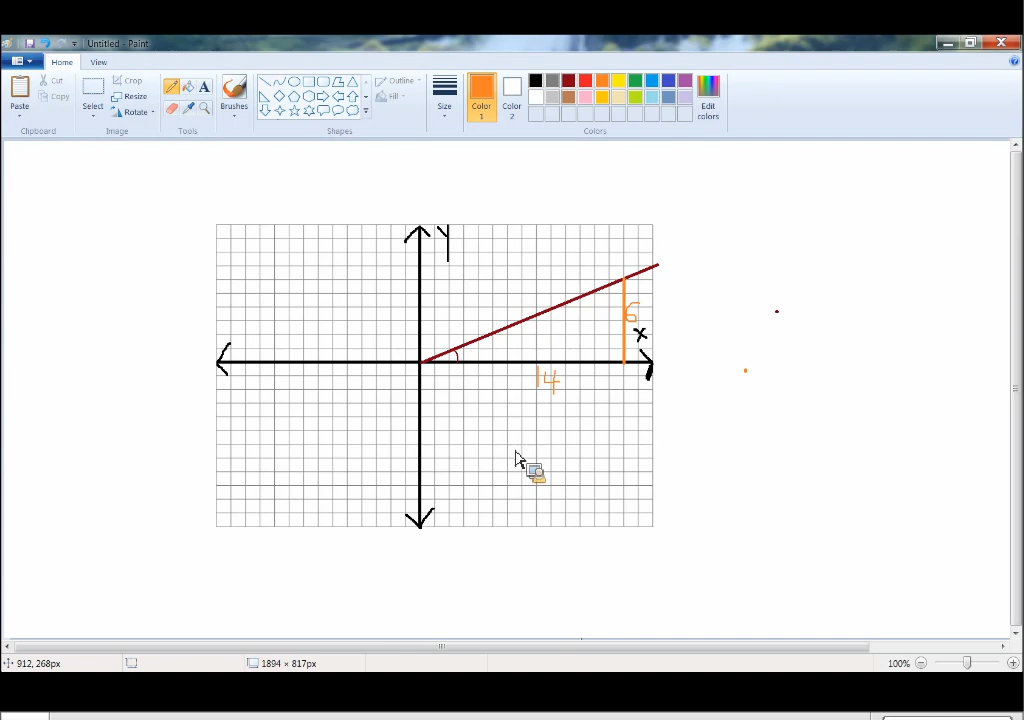 Untitled - Paint
Home View
Paste
Cut
Copy
Clipboard
Select
Crop
Resize
Rotate
Image
Tools
Brushes
Shapes
Outline
Fill
Size
Color 1
Color 2
Edit colors
Colors
y
6
x
14
912, 268px
1894 × 817px
100%